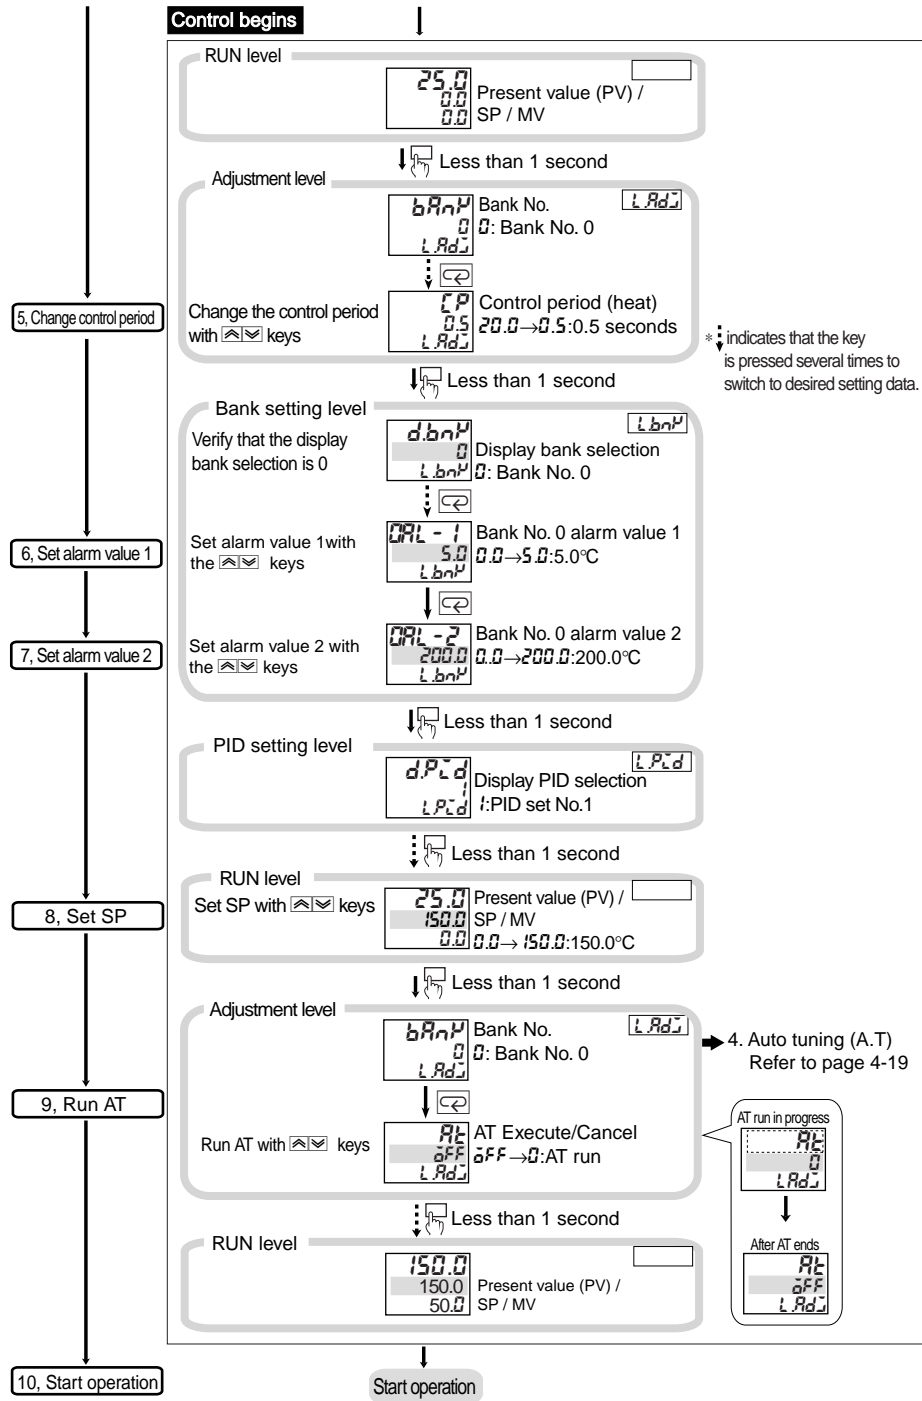 Control begins
RUN level
25.0
0.0
0.0
Present value (PV) /
SP / MV
Less than 1 second
Adjustment level
L.AdJ
bAnK
0
L.AdJ
Bank No.
0: Bank No. 0
5, Change control period
Change the control period
with keys
CP
0.5
L.AdJ
Control period (heat)
20.0→0.5:0.5 seconds
* indicates that the key
is pressed several times to
switch to desired setting data.
Less than 1 second
Bank setting level
L.bnK
Verify that the display
bank selection is 0
d.bnK
0
L.bnK
Display bank selection
0: Bank No. 0
6, Set alarm value 1
Set alarm value 1with
the keys
0AL-1
5.0
L.bnK
Bank No. 0 alarm value 1
0.0→5.0:5.0°C
7, Set alarm value 2
Set alarm value 2 with
the keys
0AL-2
200.0
L.bnK
Bank No. 0 alarm value 2
0.0→200.0:200.0°C
Less than 1 second
PID setting level
L.Pid
d.Pid
1
L.Pid
Display PID selection
1:PID set No.1
Less than 1 second
RUN level
8, Set SP
Set SP with keys
25.0
150.0
0.0
Present value (PV) /
SP / MV
0.0→150.0:150.0°C
Less than 1 second
Adjustment level
L.AdJ
bAnK
0
L.AdJ
Bank No.
0: Bank No. 0
4. Auto tuning (A.T)
Refer to page 4-19
9, Run AT
Run AT with keys
At
oFF
L.AdJ
AT Execute/Cancel
oFF→0:AT run
AT run in progress
At
0
L.AdJ
After AT ends
At
oFF
L.AdJ
Less than 1 second
RUN level
150.0
150.0
50.0
Present value (PV) /
SP / MV
10, Start operation
Start operation